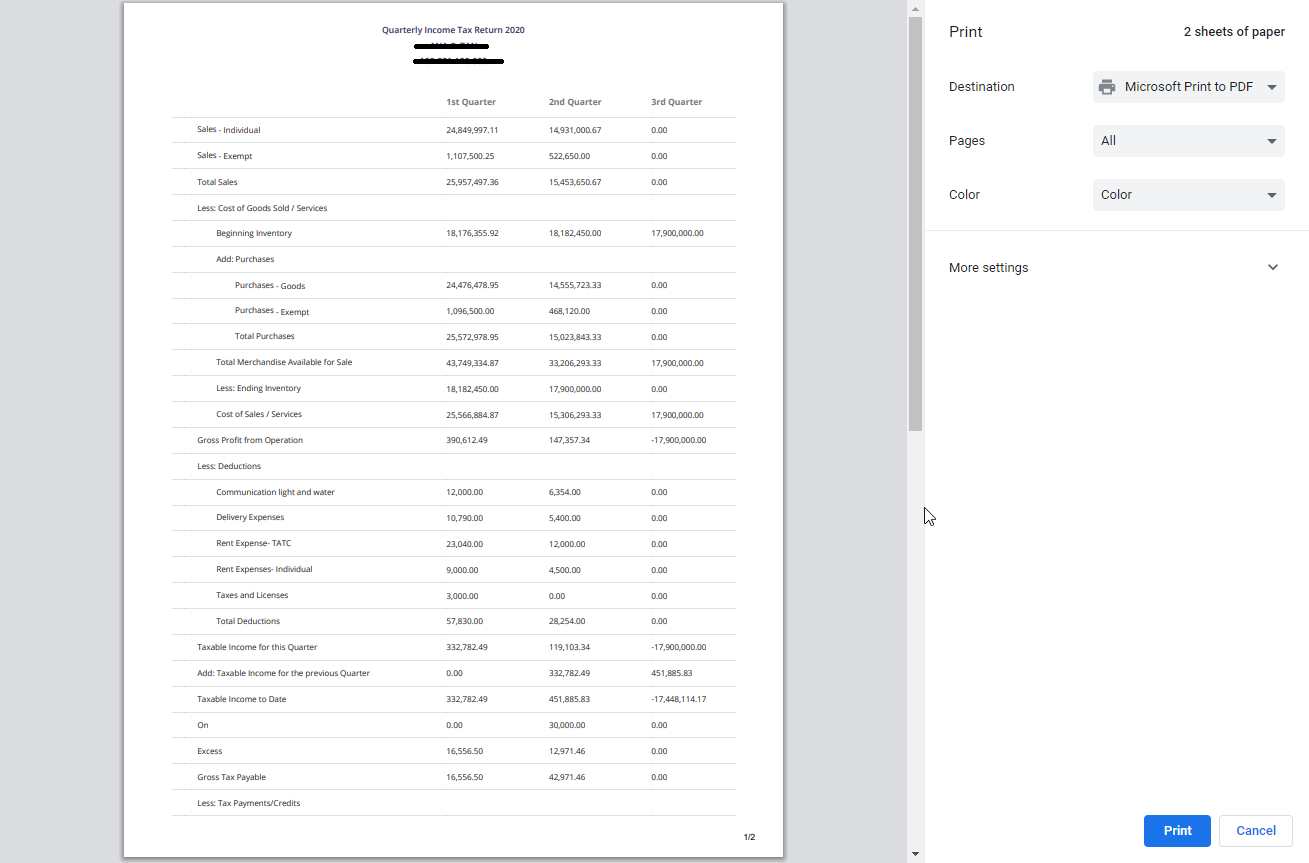 Quarterly Income Tax Return 2020
1st Quarter 2nd Quarter 3rd Quarter
Sales - Individual 24,849,997.11 14,931,000.67 0.00
Sales - Exempt 1,107,500.25 522,650.00 0.00
Total Sales 25,957,497.36 15,453,650.67 0.00
Less: Cost of Goods Sold / Services
Beginning Inventory 18,176,355.92 18,182,450.00 17,900,000.00
Add: Purchases
Purchases - Goods 24,476,478.95 14,555,723.33 0.00
Purchases - Exempt 1,096,500.00 468,120.00 0.00
Total Purchases 25,572,978.95 15,023,843.33 0.00
Total Merchandise Available for Sale 43,749,334.87 33,206,293.33 17,900,000.00
Less: Ending Inventory 18,182,450.00 17,900,000.00 0.00
Cost of Sales / Services 25,566,884.87 15,306,293.33 17,900,000.00
Gross Profit from Operation 390,612.49 147,357.34 -17,900,000.00
Less: Deductions
Communication light and water 12,000.00 6,354.00 0.00
Delivery Expenses 10,790.00 5,400.00 0.00
Rent Expense- TATC 23,040.00 12,000.00 0.00
Rent Expenses- Individual 9,000.00 4,500.00 0.00
Taxes and Licenses 3,000.00 0.00 0.00
Total Deductions 57,830.00 28,254.00 0.00
Taxable Income for this Quarter 332,782.49 119,103.34 -17,900,000.00
Add: Taxable Income for the previous Quarter 0.00 332,782.49 451,885.83
Taxable Income to Date 332,782.49 451,885.83 -17,448,114.17
On 0.00 30,000.00 0.00
Excess 16,556.50 12,971.46 0.00
Gross Tax Payable 16,556.50 42,971.46 0.00
Less: Tax Payments/Credits
1/2
Print 2 sheets of paper
Destination Microsoft Print to PDF
Pages All
Color Color
More settings
Print Cancel